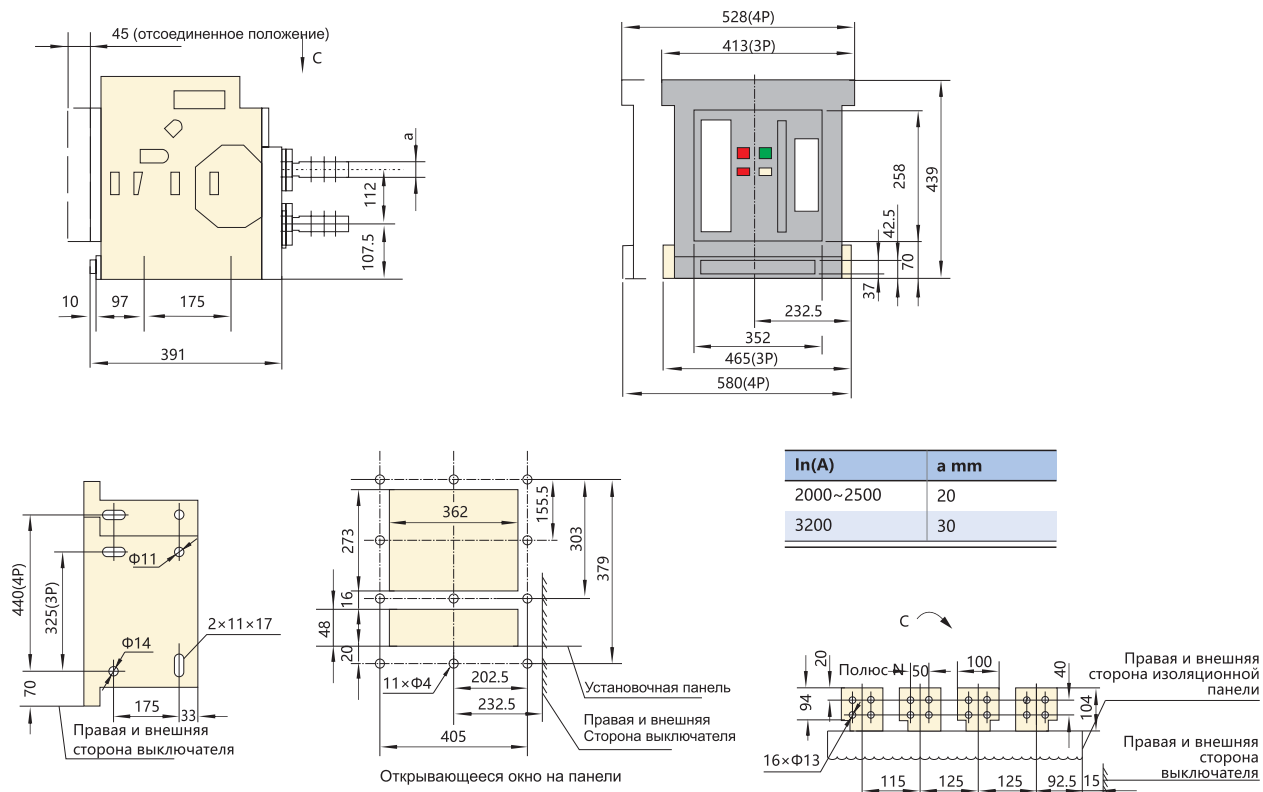 45 (отсоединенное положение)
C
a
112
107.5
10
97
175
391
528(4P)
413(3P)
258
439
42.5
70
37
232.5
352
465(3P)
580(4P)
440(4P)
325(3P)
70
Φ11
Φ14
2×11×17
175
33
Правая и внешняя
сторона выключателя
362
273
16
48
20
155.5
303
379
11×Φ4
202.5
232.5
405
Установочная панель
Правая и внешняя
Сторона выключателя
Открывающееся окно на панели
In(A) a mm
2000~2500 20
3200 30
C
20
Полюс N
50
100
40
94
104
16×Φ13
115
125
125
92.5
15
Правая и внешняя
сторона изоляционной
панели
Правая и внешняя
сторона
выключателя